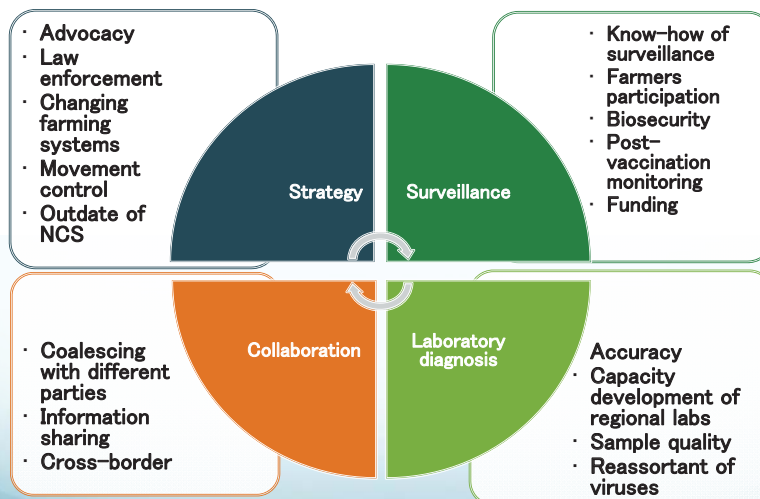 · Advocacy
· Law
enforcement
· Changing
farming
systems
· Movement
control
· Outdate of
NCS
Strategy
Surveillance
· Know-how of
surveillance
· Farmers
participation
· Biosecurity
· Post-
vaccination
monitoring
· Funding
· Coalescing
with different
parties
· Information
sharing
· Cross-border
Collaboration
Laboratory
diagnosis
Accuracy
· Capacity
development of
regional labs
· Sample quality
· Reassortant of
viruses